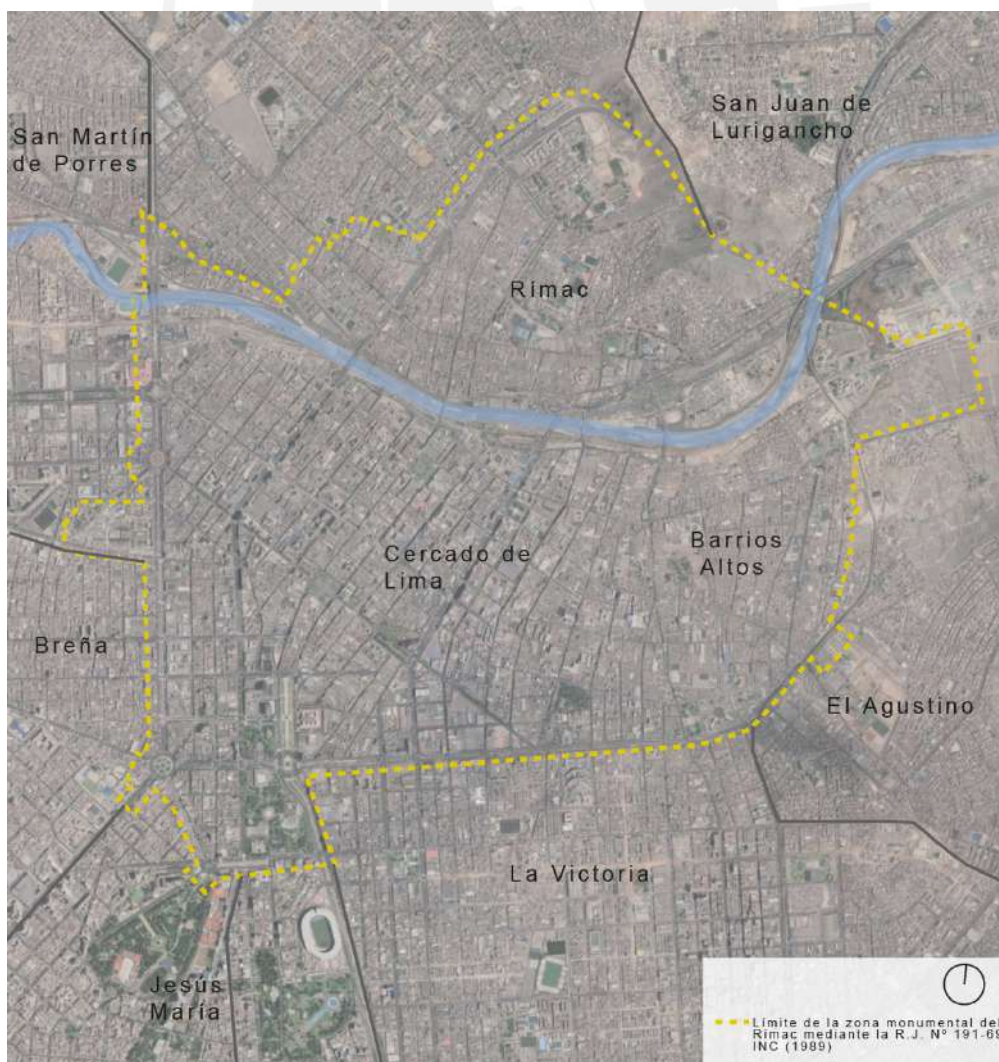 San Martín
de Porres
San Juan de
Lurigancho
Rímac
Cercado de
Lima
Barrios
Altos
Breña
El Agustino
La Victoria
Jesús
María
Límite de la zona monumental del
Rímac mediante la R.J. Nº 191-89
INC (1989)